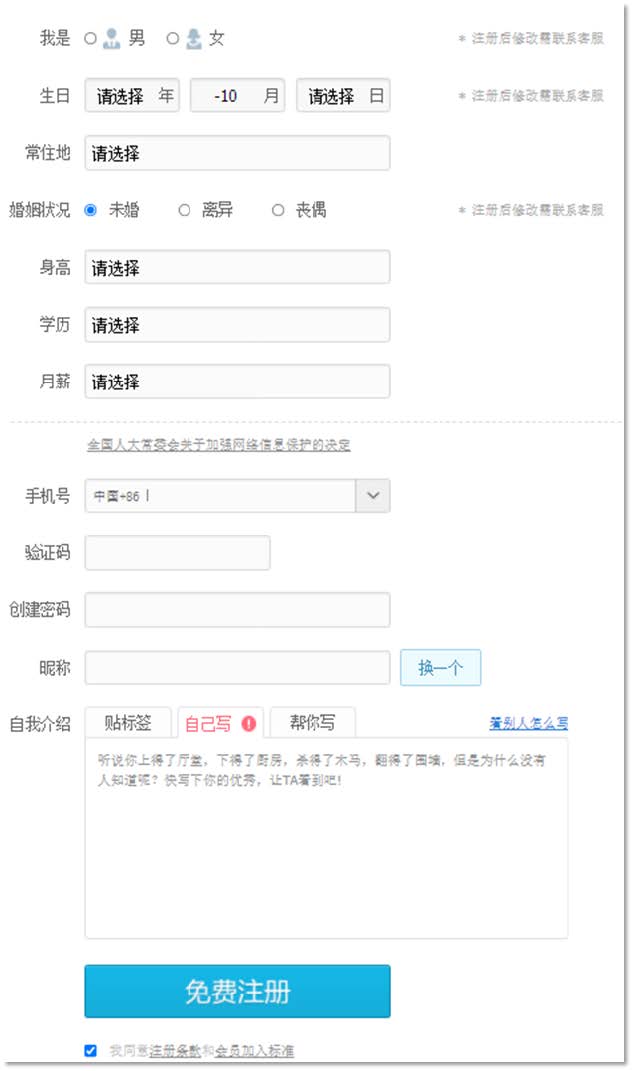 我是 男 女 * 注册后修改需联系客服
生日 请选择 年 -10 月 请选择 日 * 注册后修改需联系客服
常住地 请选择
婚姻状况 未婚 离异 丧偶 * 注册后修改需联系客服
身高 请选择
学历 请选择
月薪 请选择
全国人大常委会关于加强网络信息保护的决定
手机号 中国+86
验证码
创建密码
昵称 换一个
自我介绍 贴标签 自己写 帮你写 看别人怎么写
听说你上得了厅堂，下得了厨房，杀得了木马，翻得了围墙，但是为什么没有
人知道呢？快写下你的优秀，让TA看到吧!
免费注册
我同意注册条款和会员加入标准